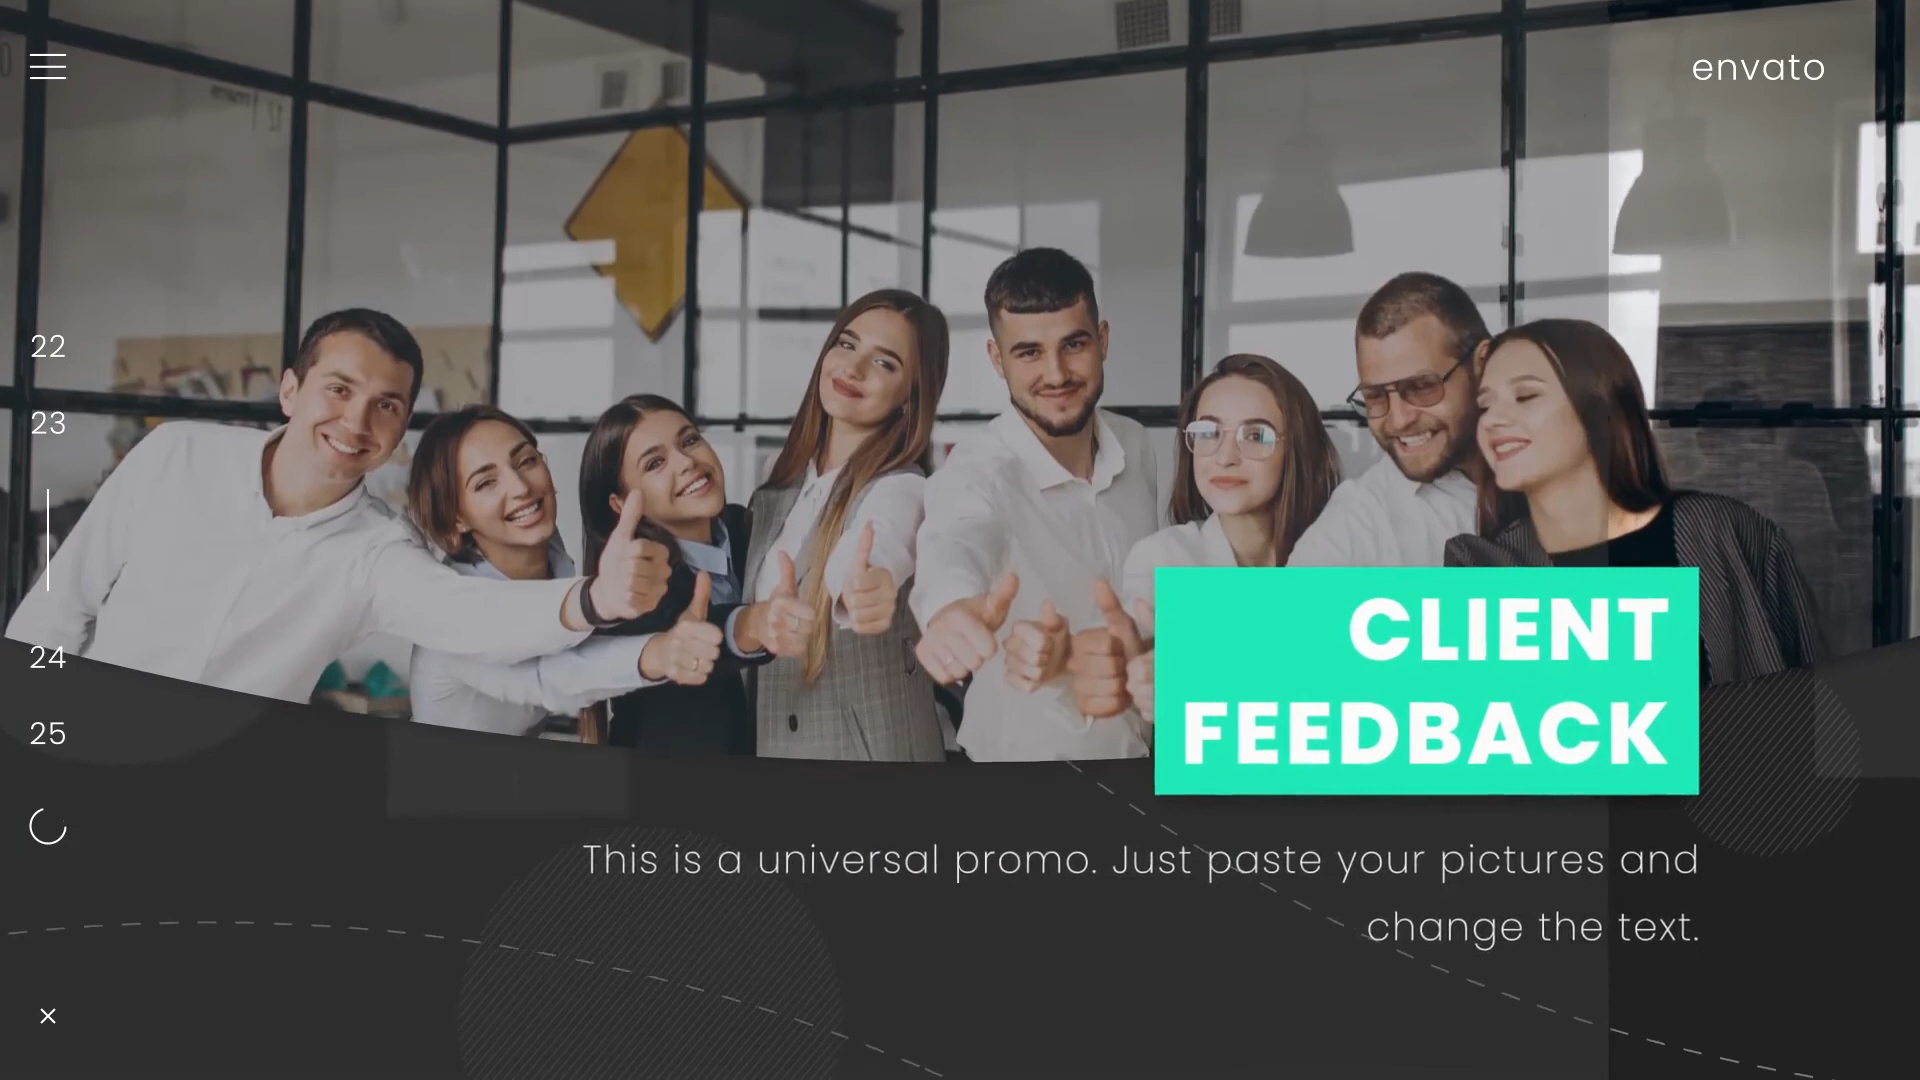 envato
22
23
24
25
CLIENT
FEEDBACK
This is a universal promo. Just paste your pictures and
change the text.